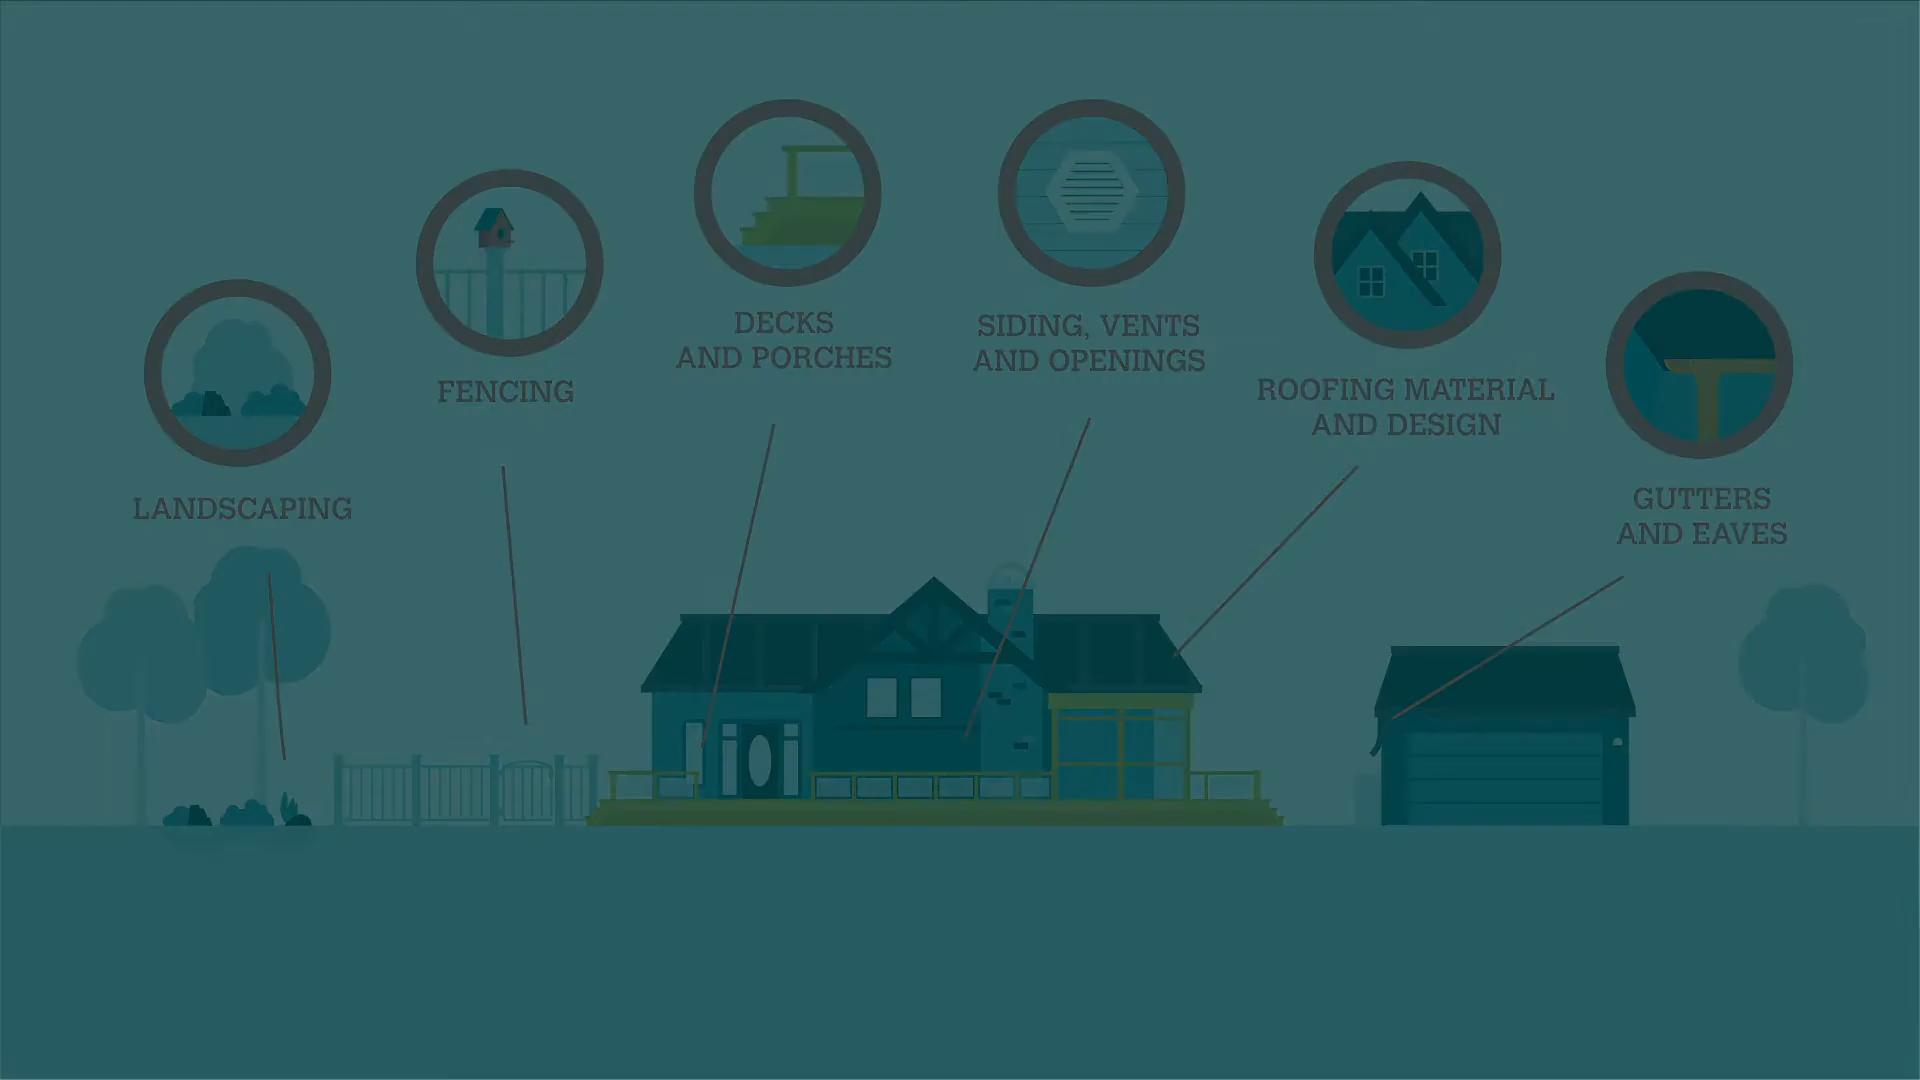 LANDSCAPING
FENCING
DECKS
AND PORCHES
SIDING, VENTS
AND OPENINGS
ROOFING MATERIAL
AND DESIGN
GUTTERS
AND EAVES